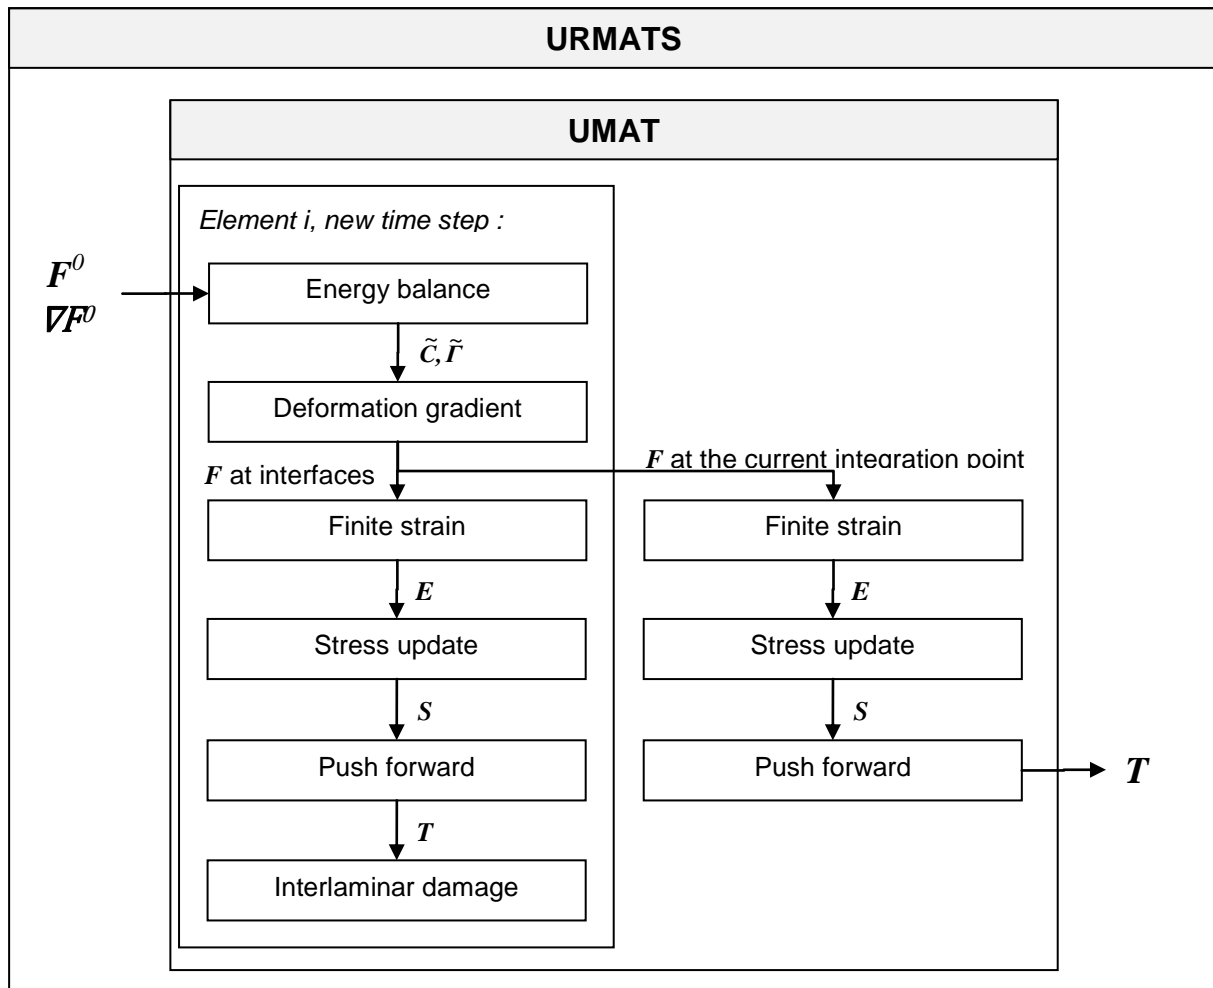 URMATS
UMAT
Element i, new time step :
F⁰
∇F⁰
Energy balance
C̃, Γ̃
Deformation gradient
F at interfaces
F at the current integration point
Finite strain
Finite strain
E
E
Stress update
Stress update
S
S
Push forward
Push forward
T
T
Interlaminar damage